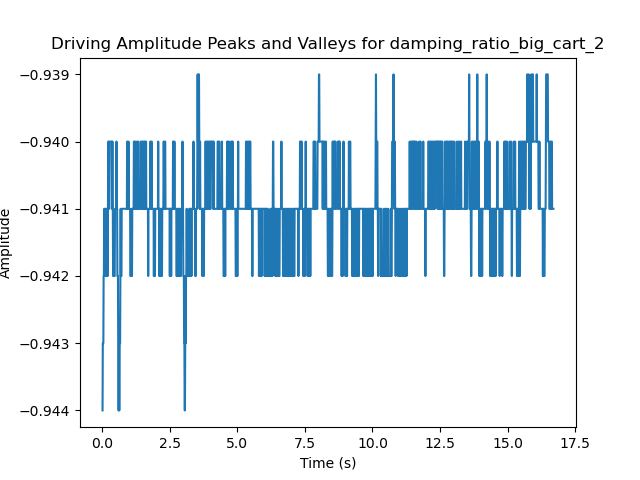 Driving Amplitude Peaks and Valleys for damping_ratio_big_cart_2
Amplitude
−0.939
−0.940
−0.941
−0.942
−0.943
−0.944
0.0 2.5 5.0 7.5 10.0 12.5 15.0 17.5
Time (s)